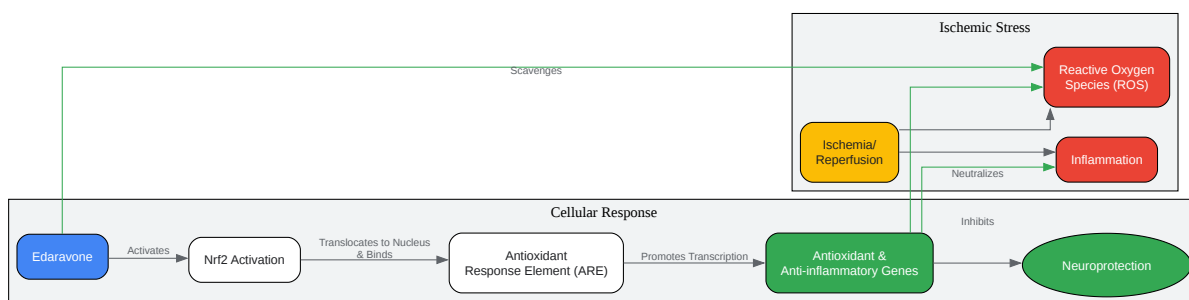 Ischemic Stress
Scavenges
Reactive Oxygen
Species (ROS)
Ischemia/
Reperfusion
Inflammation
Neutralizes
Cellular Response
Inhibits
Edaravone
Activates
Nrf2 Activation
Translocates to Nucleus
& Binds
Antioxidant
Response Element (ARE)
Promotes Transcription
Antioxidant &
Anti-inflammatory Genes
Neuroprotection